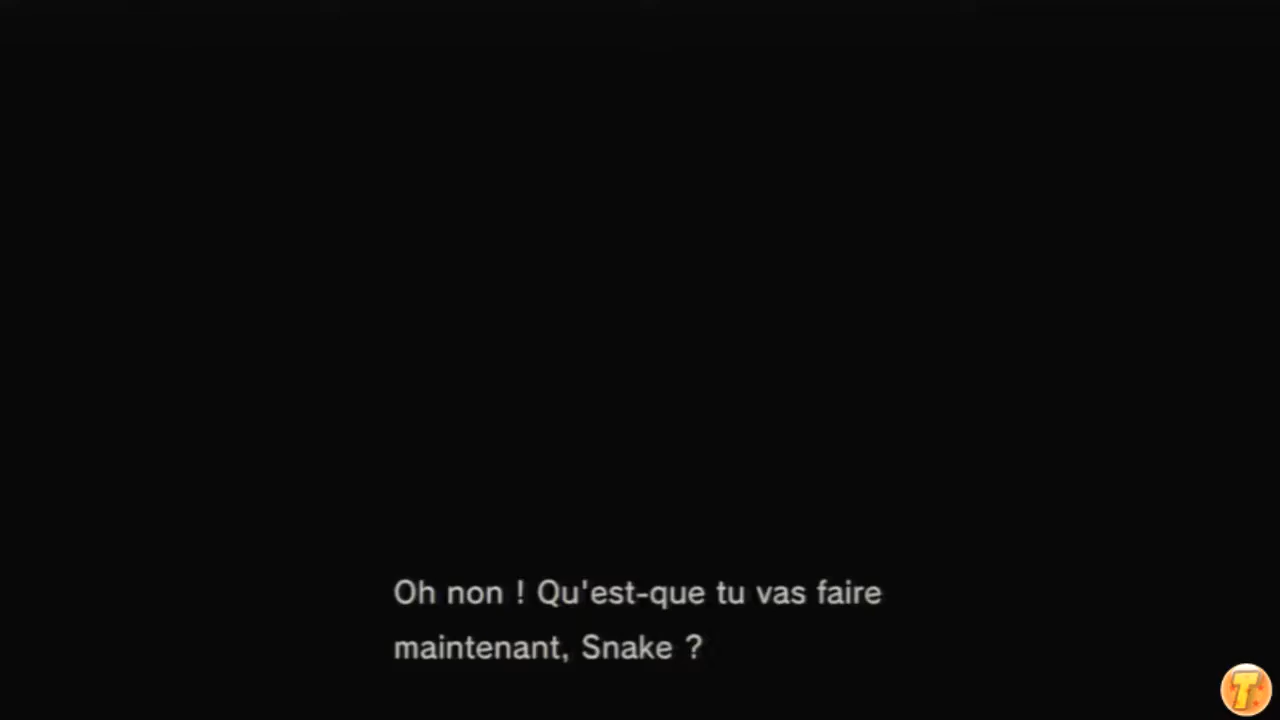 Oh non ! Qu'est-que tu vas faire
maintenant, Snake ?
T